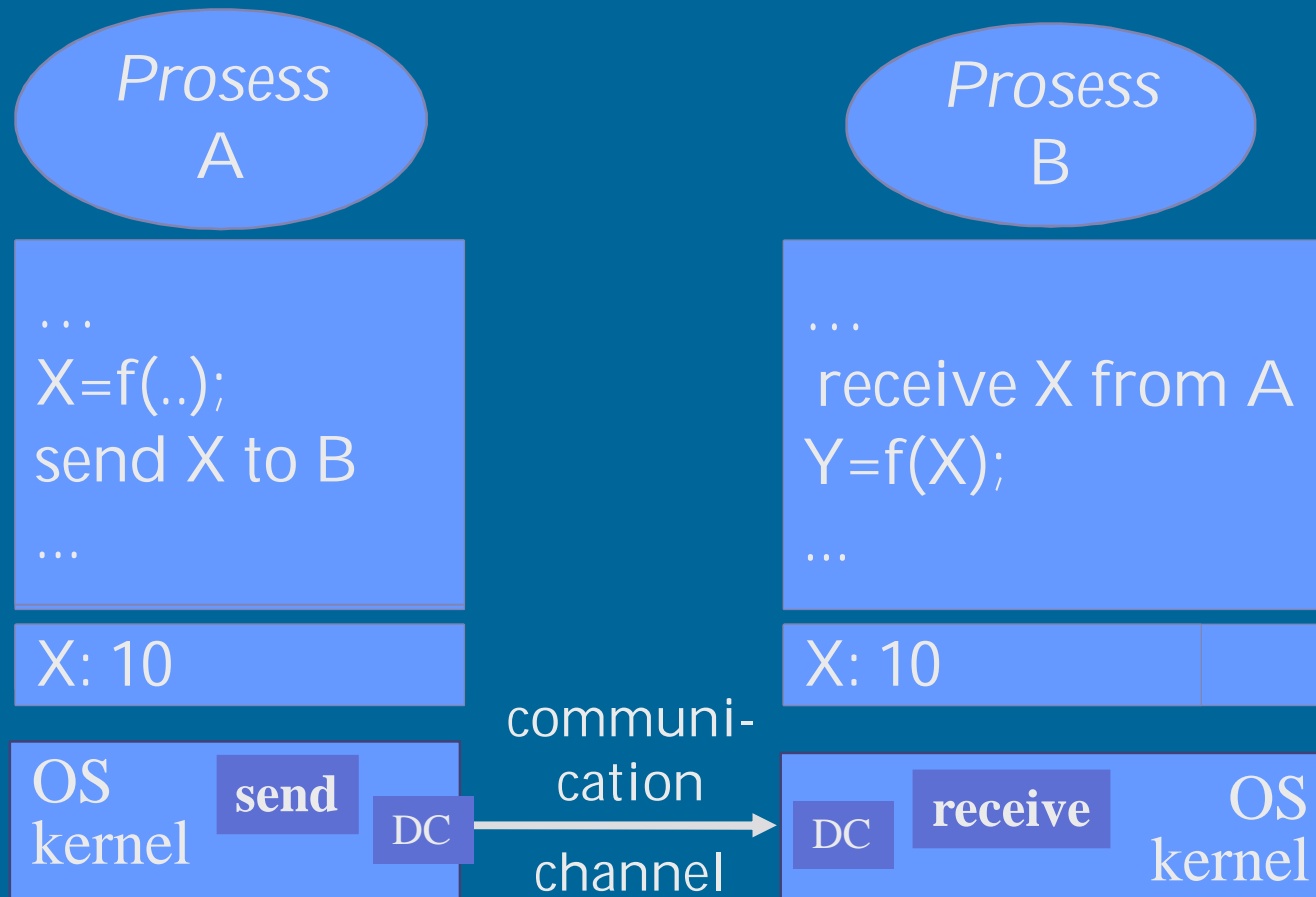 Prosess
A
...
X=f(..);
send X to B
...
X: 10
OS
kernel
send
DC
communi-
cation
channel
Prosess
B
...
receive X from A
Y=f(X);
...
X: 10
DC
receive
OS
kernel